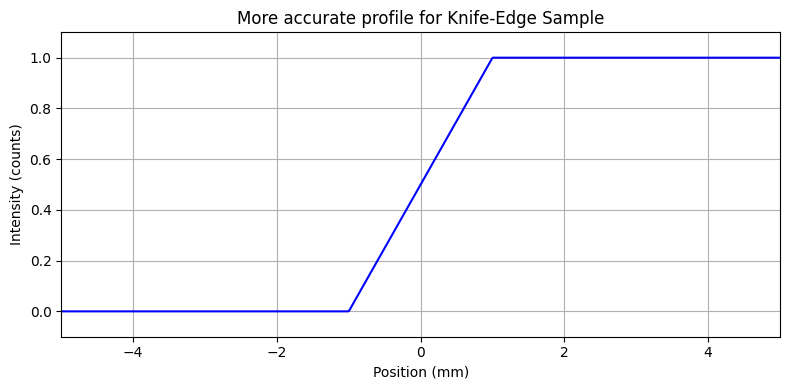 More accurate profile for Knife-Edge Sample
1.0
0.8
0.6
0.4
0.2
0.0
Intensity (counts)
−4 −2 0 2 4
Position (mm)